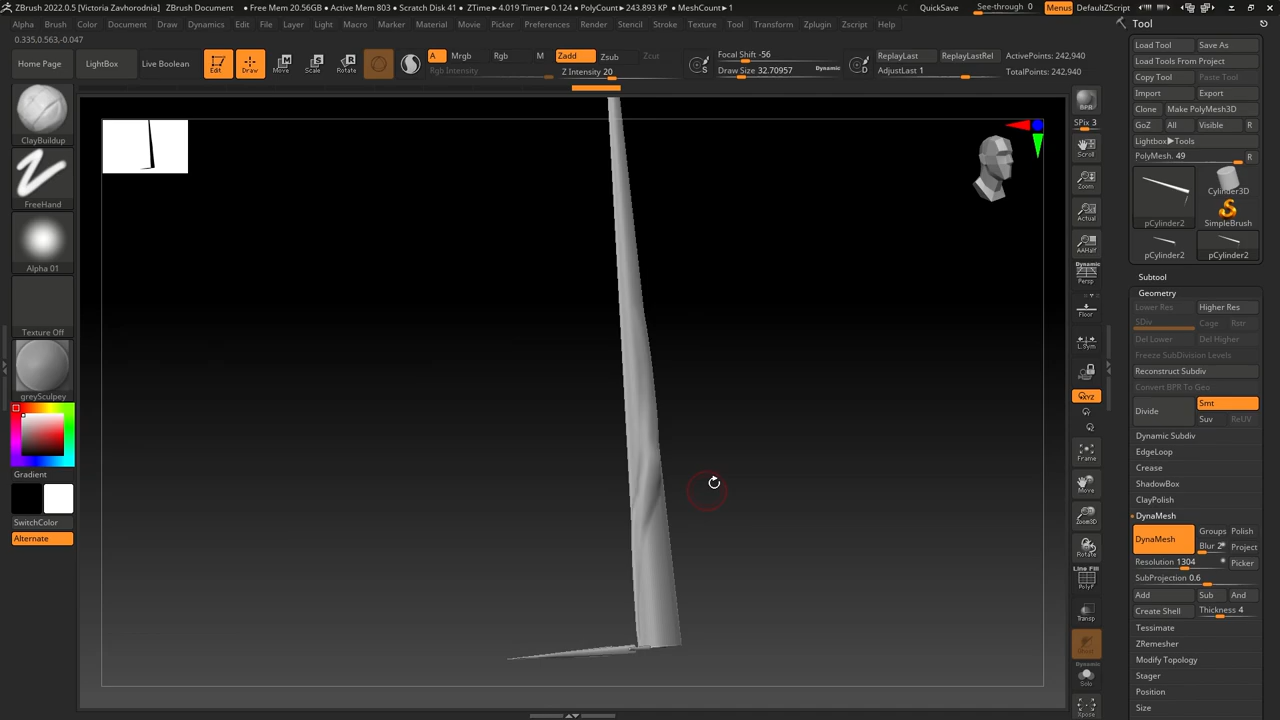 ZBrush 2022.0.5 [Victoria Zavhorodnia] ZBrush Document • Free Mem 20.56GB • Active Mem 803 • Scratch Disk 41 • ZTime▸4.019 Timer▸0.124 • PolyCount▸243.893 KP • MeshCount▸1 AC QuickSave See-through 0 Menus DefaultZScript
Alpha Brush Color Document Draw Dynamics Edit File Layer Light Macro Marker Material Movie Picker Preferences Render Stencil Stroke Texture Tool Transform Zplugin Zscript Help
0.335,0.563,-0.047
Home Page LightBox Live Boolean Edit Draw Move Scale Rotate A Mrgb Rgb M Zadd Zsub Zcut
Rgb Intensity Z Intensity 20
Focal Shift -56
Draw Size 32.70957 Dynamic
S D
ReplayLast ReplayLastRel ActivePoints: 242,940
AdjustLast 1 TotalPoints: 242,940
ClayBuildup
FreeHand
Alpha 01
Texture Off
greySculpey
Gradient
SwitchColor
Alternate
BPR
SPix 3
Scroll
Zoom
Actual
AAHalf
Dynamic
Persp
Floor
L.Sym
XYZ
Frame
Move
Zoom3D
Rotate
Line Fill
PolyF
Transp
Dynamic
Solo
Xpose
Tool
Load Tool Save As
Load Tools From Project
Copy Tool Paste Tool
Import Export
Clone Make PolyMesh3D
GoZ All Visible R
Lightbox▸Tools
PolyMesh. 49 R
Cylinder3D
pCylinder2 SimpleBrush
pCylinder2 pCylinder2
Subtool
Geometry
Lower Res Higher Res
SDiv Cage Rstr
Del Lower Del Higher
Freeze SubDivision Levels
Reconstruct Subdiv
Convert BPR To Geo
Divide Smt
Suv ReUV
Dynamic Subdiv
EdgeLoop
Crease
ShadowBox
ClayPolish
DynaMesh
DynaMesh Groups Polish
Blur 2 Project
Resolution 1304 Picker
SubProjection 0.6
Add Sub And
Create Shell Thickness 4
Tessimate
ZRemesher
Modify Topology
Stager
Position
Size